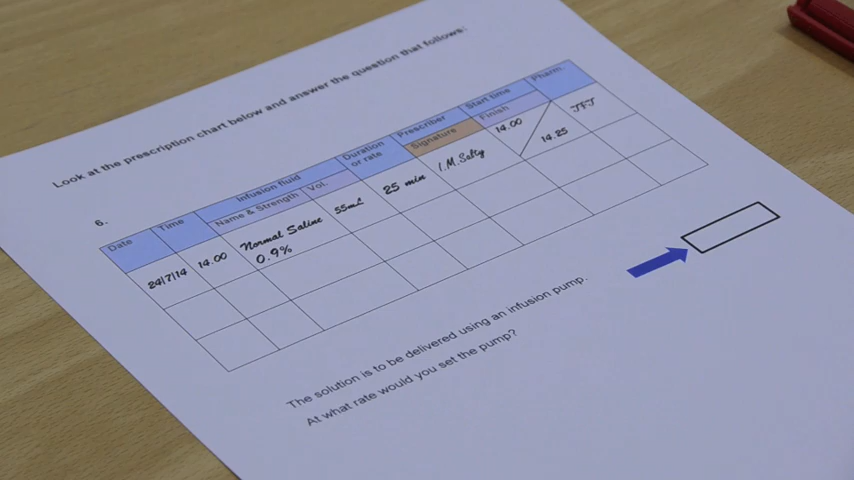 Look at the prescription chart below and answer the question that follows:
6.
Date Time Infusion fluid Duration or rate Prescriber Start time Pharm.
Name & Strength Vol. Signature Finish
24/7/14 14.00 Normal Saline 0.9% 55mL 25 min I.M.Salty 14.00 14.25 TFT
The solution is to be delivered using an infusion pump.
At what rate would you set the pump?